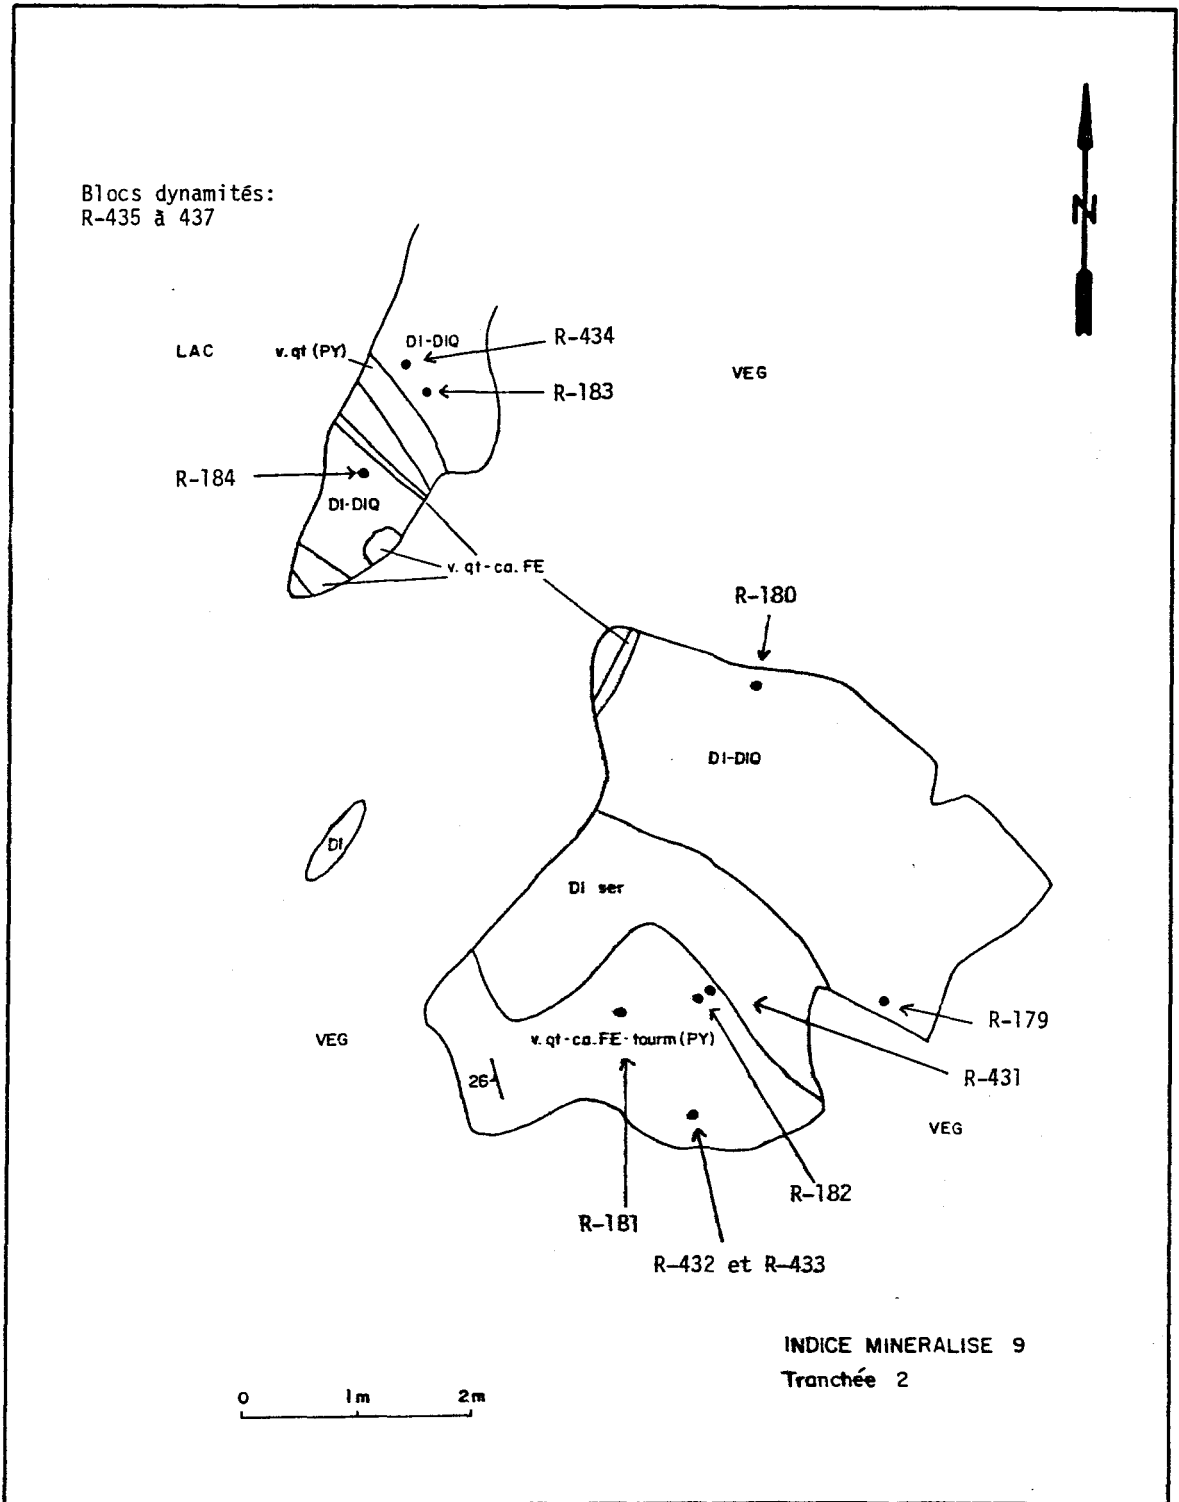 N
Blocs dynamités:
R-435 à 437
LAC
v. qt (PY)
DI-DIQ
R-434
VEG
R-183
R-184
DI-DIQ
v. qt-ca. FE
R-180
DI-DIQ
DI
DI ser
VEG
v. qt-ca. FE-tourm (PY)
R-179
26
R-431
VEG
R-182
R-181
R-432 et R-433
INDICE MINERALISE 9
Tranchée 2
0 1m 2m